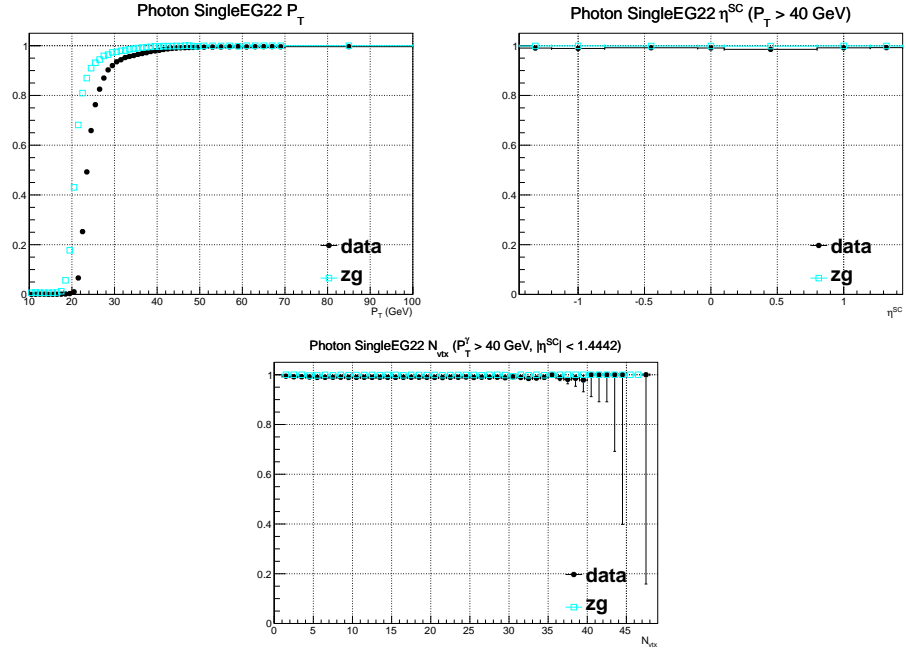 Photon SingleEG22 P_T
1
0.8
0.6
0.4
0.2
0
data
zg
10 20 30 40 50 60 70 80 90 100
P_T (GeV)
Photon SingleEG22 η^SC (P_T > 40 GeV)
1
0.8
0.6
0.4
0.2
0
data
zg
-1 -0.5 0 0.5 1
η^SC
Photon SingleEG22 N_vtx (P_T^γ > 40 GeV, |η^SC| < 1.4442)
1
0.8
0.6
0.4
0.2
0
data
zg
0 5 10 15 20 25 30 35 40 45
N_vtx